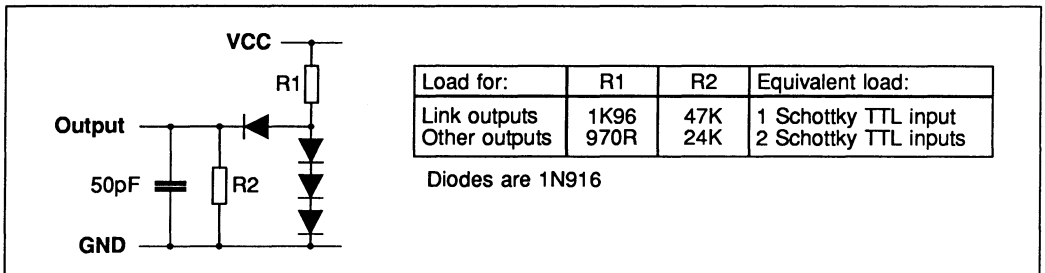 VCC
R1
Output
50pF
R2
GND
Load for: R1 R2 Equivalent load:
Link outputs 1K96 47K 1 Schottky TTL input
Other outputs 970R 24K 2 Schottky TTL inputs
Diodes are 1N916